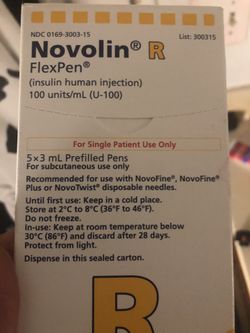 NDC 0169-3003-15 List: 300315
Novolin® R
FlexPen®
(insulin human injection)
100 units/mL (U-100)
For Single Patient Use Only
5×3 mL Prefilled Pens
For subcutaneous use only
Recommended for use with NovoFine®, NovoFine®
Plus or NovoTwist® disposable needles.
Until first use: Keep in a cold place.
Store at 2°C to 8°C (36°F to 46°F).
Do not freeze.
In-use: Keep at room temperature below
30°C (86°F) and discard after 28 days.
Protect from light.
Dispense in this sealed carton.
R